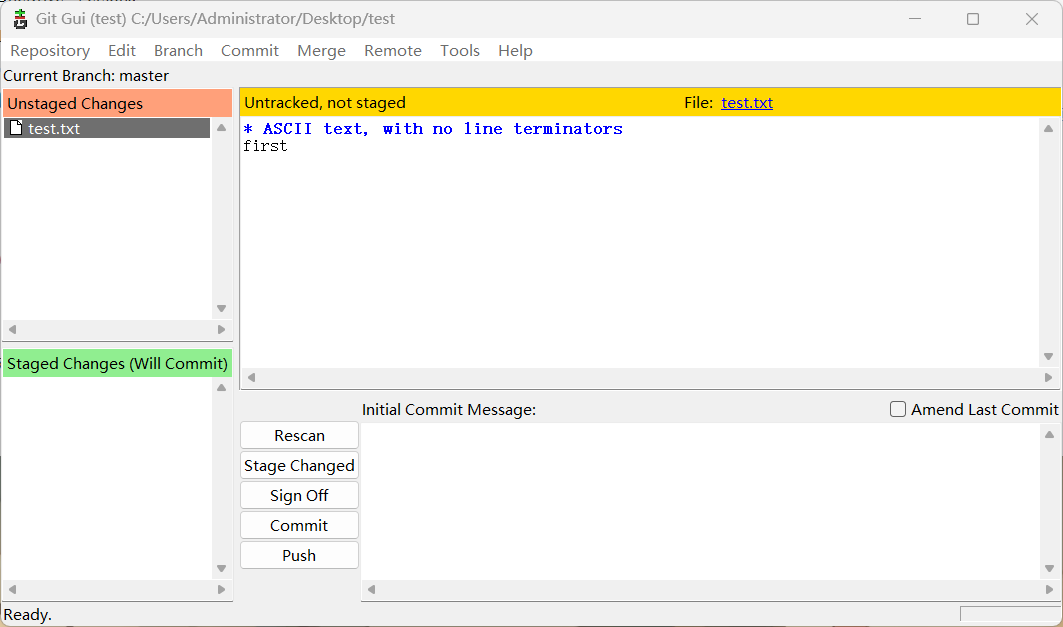 Git Gui (test) C:/Users/Administrator/Desktop/test
Repository Edit Branch Commit Merge Remote Tools Help
Current Branch: master
Unstaged Changes
test.txt
Untracked, not staged File: test.txt
* ASCII text, with no line terminators
first
Staged Changes (Will Commit)
Initial Commit Message: Amend Last Commit
Rescan
Stage Changed
Sign Off
Commit
Push
Ready.